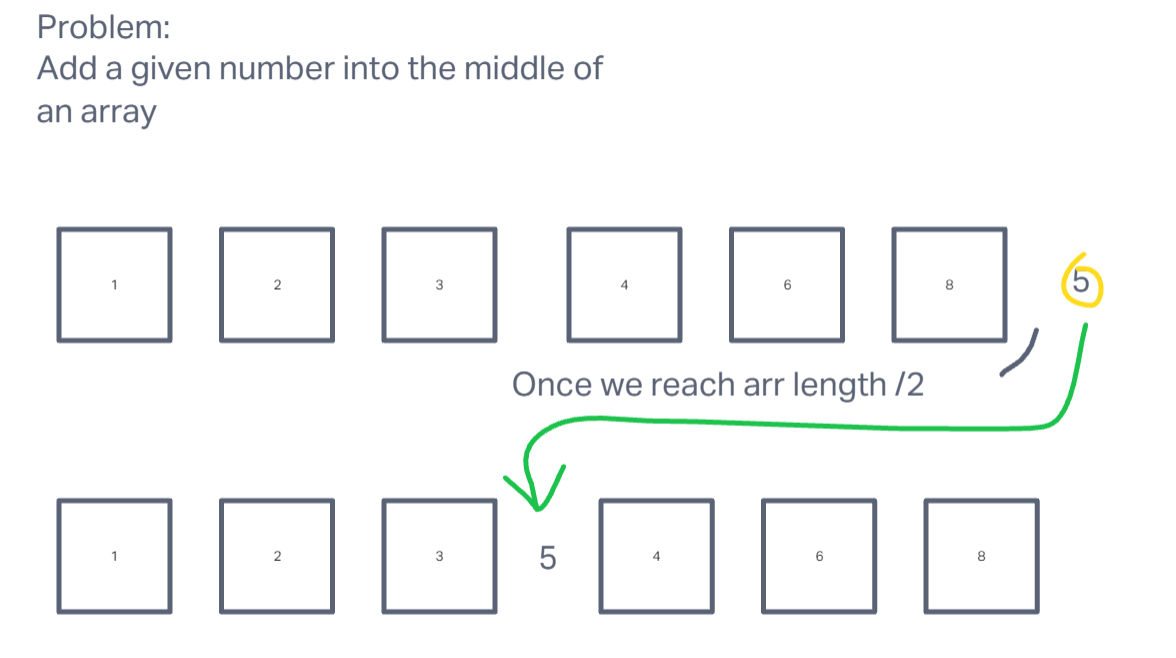 Problem:
Add a given number into the middle of
an array
1 2 3 4 6 8 , 5
Once we reach arr length /2
1 2 3 5 4 6 8